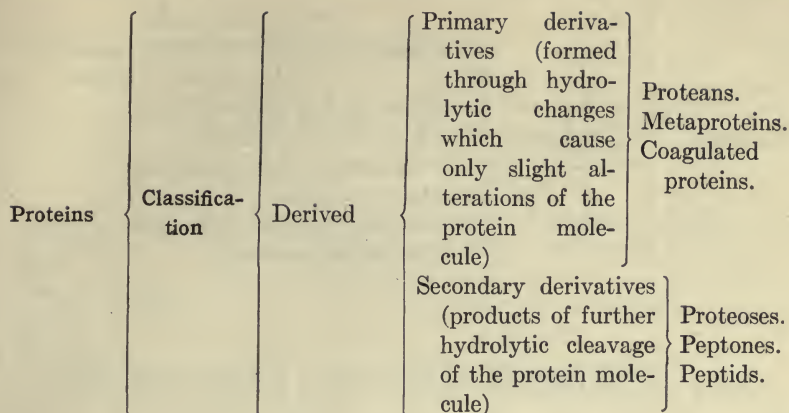 Primary deriva-
tives (formed
through hydro-
lytic changes
which cause
only slight al-
terations of the
protein mole-
cule)
Proteans.
Metaproteins.
Coagulated
proteins.
Proteins
Classifica-
tion
Derived
Secondary derivatives
(products of further
hydrolytic cleavage
of the protein mole-
cule)
Proteoses.
Peptones.
Peptids.